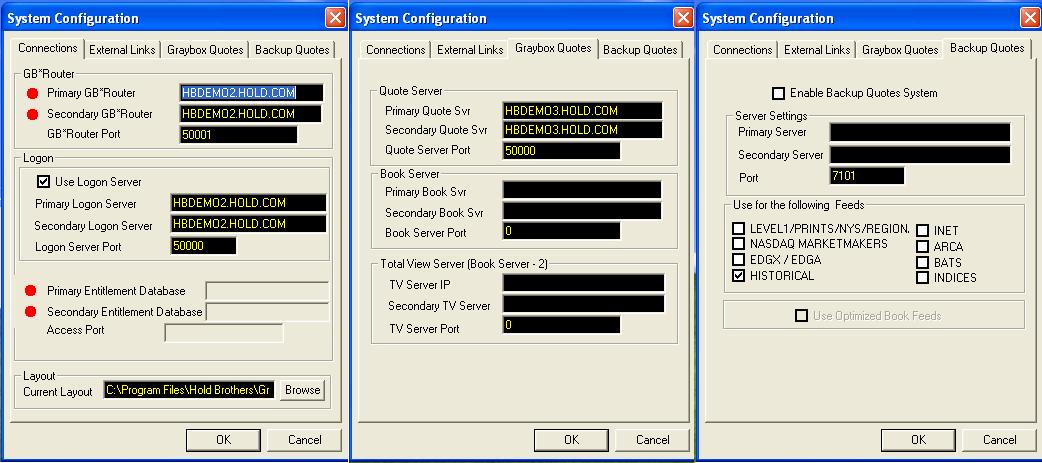 System Configuration
Connections External Links Graybox Quotes Backup Quotes
GB*Router
Primary GB*Router HBDEMO2.HOLD.COM
Secondary GB*Router HBDEMO2.HOLD.COM
GB*Router Port 50001
Logon
Use Logon Server
Primary Logon Server HBDEMO2.HOLD.COM
Secondary Logon Server HBDEMO2.HOLD.COM
Logon Server Port 50000
Primary Entitlement Database
Secondary Entitlement Database
Access Port
Layout
Current Layout C:\Program Files\Hold Brothers\Gr Browse
OK Cancel
System Configuration
Connections External Links Graybox Quotes Backup Quotes
Quote Server
Primary Quote Svr HBDEMO3.HOLD.COM
Secondary Quote Svr HBDEMO3.HOLD.COM
Quote Server Port 50000
Book Server
Primary Book Svr
Secondary Book Svr
Book Server Port 0
Total View Server (Book Server - 2)
TV Server IP
Secondary TV Server
TV Server Port 0
OK Cancel
System Configuration
Connections External Links Graybox Quotes Backup Quotes
Enable Backup Quotes System
Server Settings
Primary Server
Secondary Server
Port 7101
Use for the following Feeds
LEVEL1/PRINTS/NYS/REGION. INET
NASDAQ MARKETMAKERS ARCA
EDGX / EDGA BATS
HISTORICAL INDICES
Use Optimized Book Feeds
OK Cancel